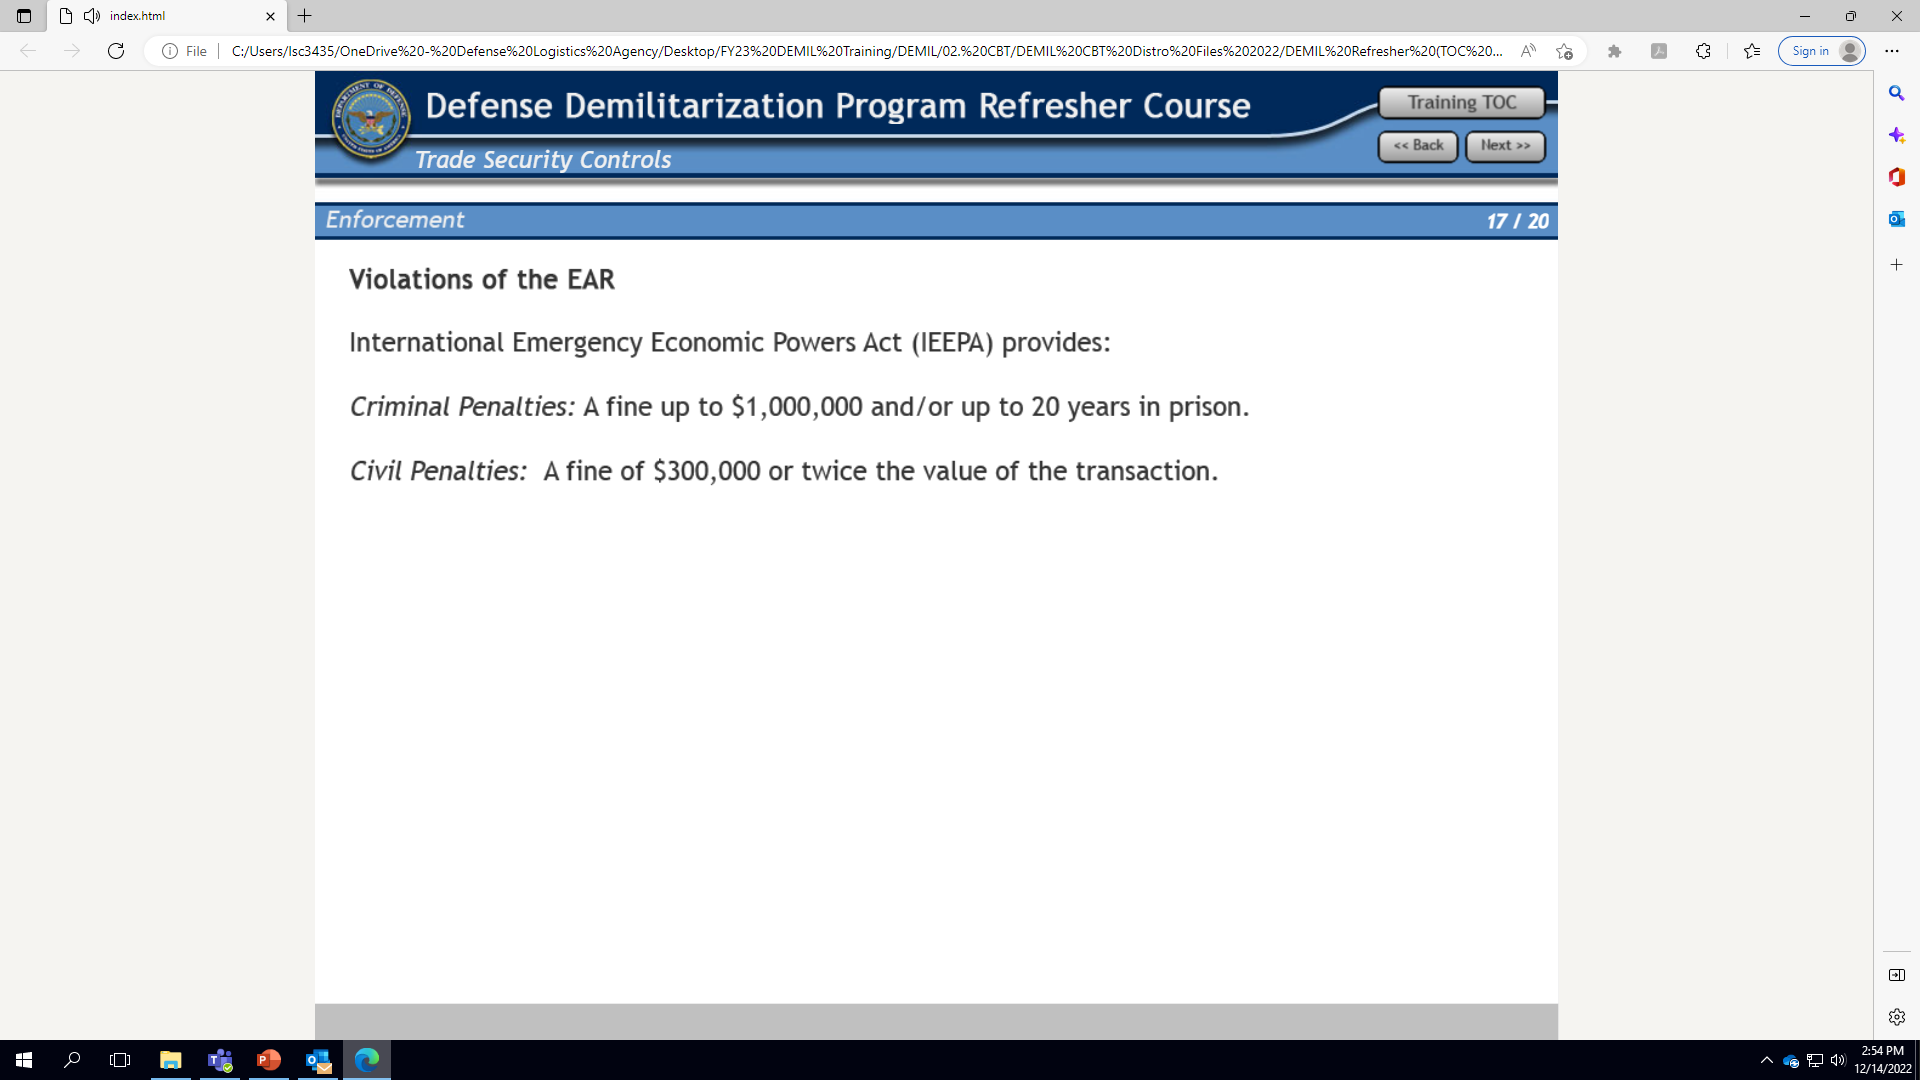 index.html
File
C:/Users/lsc3435/OneDrive%20-%20Defense%20Logistics%20Agency/Desktop/FY23%20DEMIL%20Training/DEMIL/02.%20CBT/DEMIL%20CBT%20Distro%20Files%202022/DEMIL%20Refresher%20(TOC%20...
Sign in
Defense Demilitarization Program Refresher Course
Training TOC
Trade Security Controls
<< Back
Next >>
Enforcement
17 / 20
Violations of the EAR
International Emergency Economic Powers Act (IEEPA) provides:
Criminal Penalties: A fine up to $1,000,000 and/or up to 20 years in prison.
Civil Penalties: A fine of $300,000 or twice the value of the transaction.
2:54 PM
12/14/2022